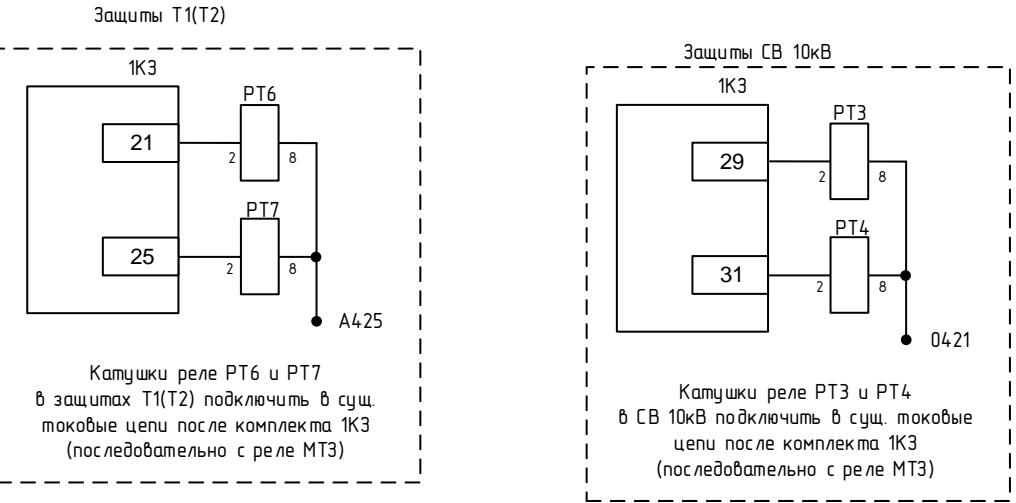 Защиты Т1(Т2)
1КЗ
РТ6
21
2
8
РТ7
25
2
8
А425
Катушки реле РТ6 и РТ7
в защитах Т1(Т2) подключить в сущ.
токовые цепи после комплекта 1КЗ
(последовательно с реле МТЗ)
Защиты СВ 10кВ
1КЗ
РТ3
29
2
8
РТ4
31
2
8
0421
Катушки реле РТ3 и РТ4
в СВ 10кВ подключить в сущ. токовые
цепи после комплекта 1КЗ
(последовательно с реле МТЗ)